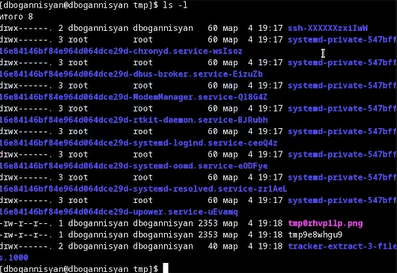 [dbogannisyan@dbogannisyan tmp]$ ls -l
итого 8
drwx------. 2 dbogannisyan dbogannisyan 60 мар 4 19:17 ssh-XXXXXXzxiIwW
drwx------. 3 root root 60 мар 4 19:17 systemd-private-547bff
16e84146bf84e964d064dce29d-chronyd.service-wsIsoz
drwx------. 3 root root 60 мар 4 19:17 systemd-private-547bff
16e84146bf84e964d064dce29d-dbus-broker.service-EizuZb
drwx------. 3 root root 60 мар 4 19:17 systemd-private-547bff
16e84146bf84e964d064dce29d-ModemManager.service-Ql8G4Z
drwx------. 3 root root 60 мар 4 19:17 systemd-private-547bff
16e84146bf84e964d064dce29d-rtkit-daemon.service-BJRubh
drwx------. 3 root root 60 мар 4 19:17 systemd-private-547bff
16e84146bf84e964d064dce29d-systemd-logind.service-ceoQ4z
drwx------. 3 root root 60 мар 4 19:17 systemd-private-547bff
16e84146bf84e964d064dce29d-systemd-oomd.service-eODFye
drwx------. 3 root root 60 мар 4 19:17 systemd-private-547bff
16e84146bf84e964d064dce29d-systemd-resolved.service-zr1AeL
drwx------. 3 root root 60 мар 4 19:17 systemd-private-547bff
16e84146bf84e964d064dce29d-upower.service-uEvamq
-rw-r--r--. 1 dbogannisyan dbogannisyan 2353 мар 4 19:18 tmp0rhvp1lp.png
-rw-r--r--. 1 dbogannisyan dbogannisyan 2353 мар 4 19:18 tmp9e8whgu9
drwx------. 2 dbogannisyan dbogannisyan 40 мар 4 19:18 tracker-extract-3-file
s.1000
[dbogannisyan@dbogannisyan tmp]$